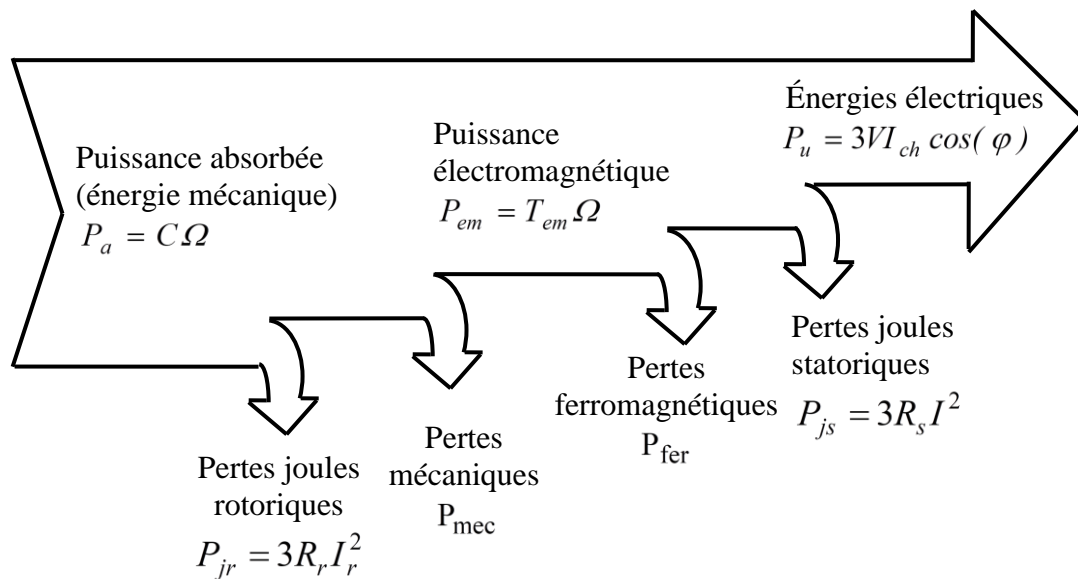 Puissance absorbée
(énergie mécanique)
P_a = CΩ
Puissance
électromagnétique
P_em = T_em Ω
Énergies électriques
P_u = 3VI_ch cos( φ )
Pertes joules
rotoriques
P_jr = 3R_r I_r^2
Pertes
mécaniques
P_mec
Pertes
ferromagnétiques
P_fer
Pertes joules
statoriques
P_js = 3R_s I^2